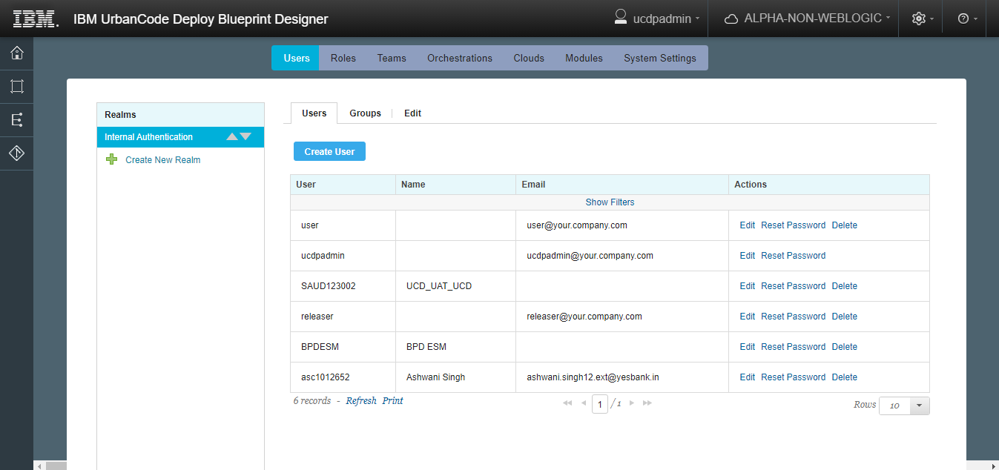 IBM. IBM UrbanCode Deploy Blueprint Designer ucdpadmin ALPHA-NON-WEBLOGIC ?
Users Roles Teams Orchestrations Clouds Modules System Settings
Realms
Internal Authentication
Create New Realm
Users Groups Edit
Create User
User Name Email Actions
Show Filters
user user@your.company.com Edit Reset Password Delete
ucdpadmin ucdpadmin@your.company.com Edit Reset Password
SAUD123002 UCD_UAT_UCD Edit Reset Password Delete
releaser releaser@your.company.com Edit Reset Password Delete
BPDESM BPD ESM Edit Reset Password Delete
asc1012652 Ashwani Singh ashwani.singh12.ext@yesbank.in Edit Reset Password Delete
6 records - Refresh Print 1 / 1 Rows 10